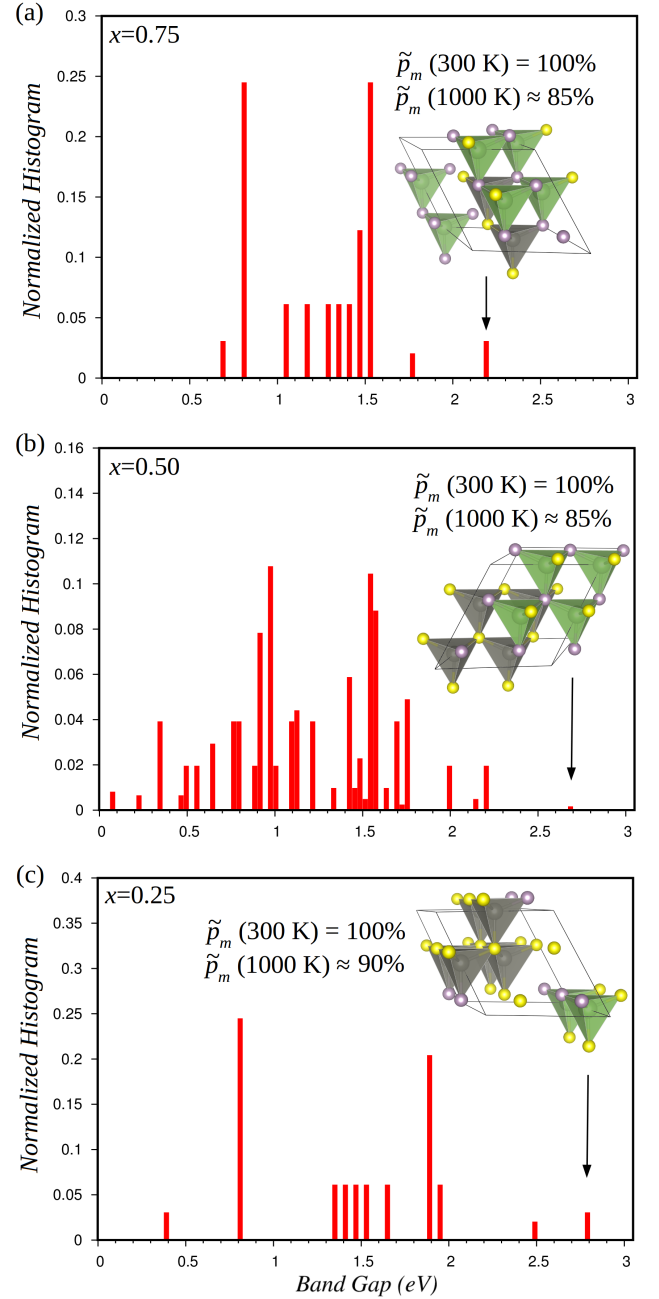 (a)
x=0.75
p̃m (300 K) = 100%
p̃m (1000 K) ≈ 85%
Normalized Histogram
0.3
0.25
0.2
0.15
0.1
0.05
0
0 1 1.5 2 2.5 3
(b)
x=0.50
p̃m (300 K) = 100%
p̃m (1000 K) ≈ 85%
Normalized Histogram
0.16
0.14
0.12
0.1
0.08
0.06
0.04
0.02
0
0 0.5 1 1.5 2 2.5 3
(c)
x=0.25
p̃m (300 K) = 100%
p̃m (1000 K) ≈ 90%
Normalized Histogram
0.4
0.35
0.3
0.25
0.2
0.15
0.1
0.05
0
0 0.5 1 1.5 2 2.5 3
Band Gap (eV)